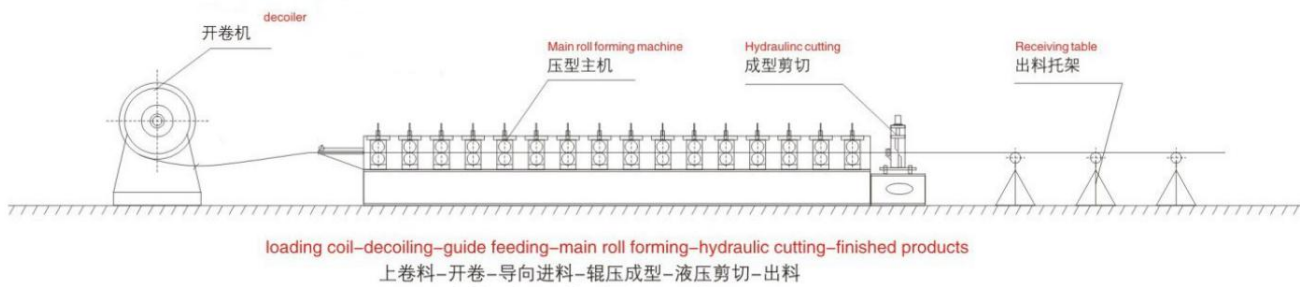 decoiler
开卷机
Main roll forming machine
压型主机
Hydraulinc cutting
成型剪切
Receiving table
出料托架
loading coil-decoiling-guide feeding-main roll forming-hydraulic cutting-finished products
上卷料-开卷-导向进料-辊压成型-液压剪切-出料